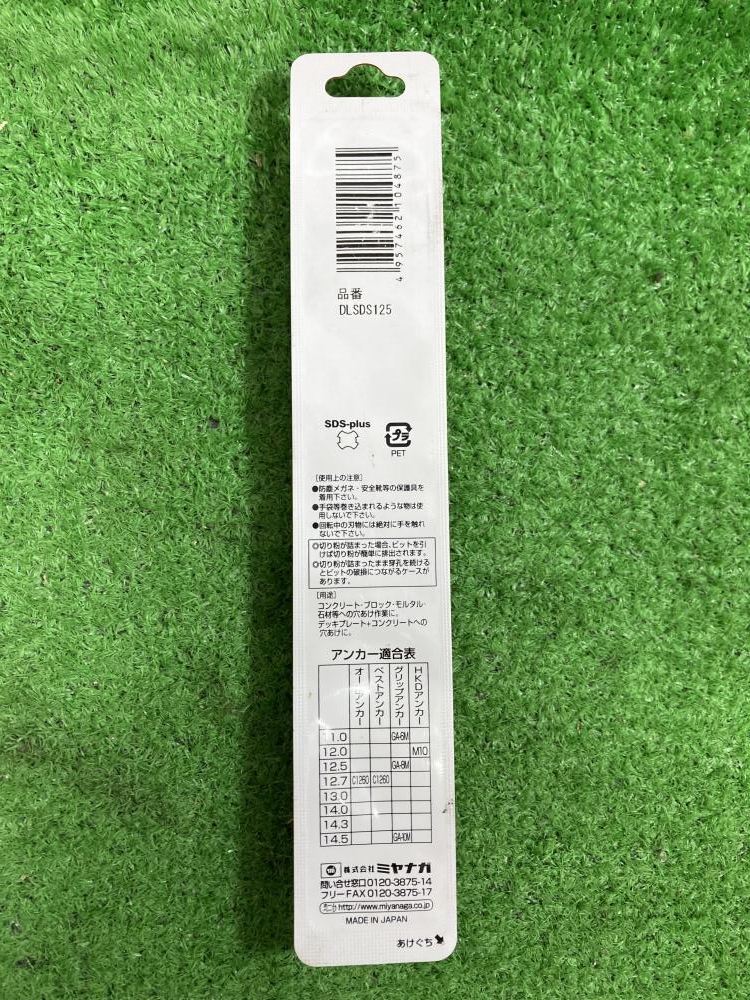 4957462104875
品番
DLSDS125
SDS-plus
プラ
PET
[使用上の注意]
●防塵メガネ・安全靴等の保護具を
着用下さい。
●手袋等巻き込まれるような物は使
用しないで下さい。
●回転中の刃物には絶対に手を触れ
ないで下さい。
◎切り粉が詰まった場合、ビットを引
けば切り粉が簡単に排出されます。
◎切り粉が詰まったまま穿孔を続ける
とビットの破損につながるケースが
あります。
[用途]
コンクリート・ブロック・モルタル・
石材等への穴あけ作業に。
デッキプレート+コンクリートへの
穴あけに。
アンカー適合表
オールアンカー ベストアンカー グリップアンカー HKDアンカー
11.0 GA-6M
12.0 M10
12.5 GA-8M
12.7 C1260 C1260
13.0
14.0
14.3
14.5 GA-10M
株式会社 ミヤナガ
問い合せ窓口0120-3875-14
フリーFAX 0120-3875-17
http://www.miyanaga.co.jp
MADE IN JAPAN
あけぐち